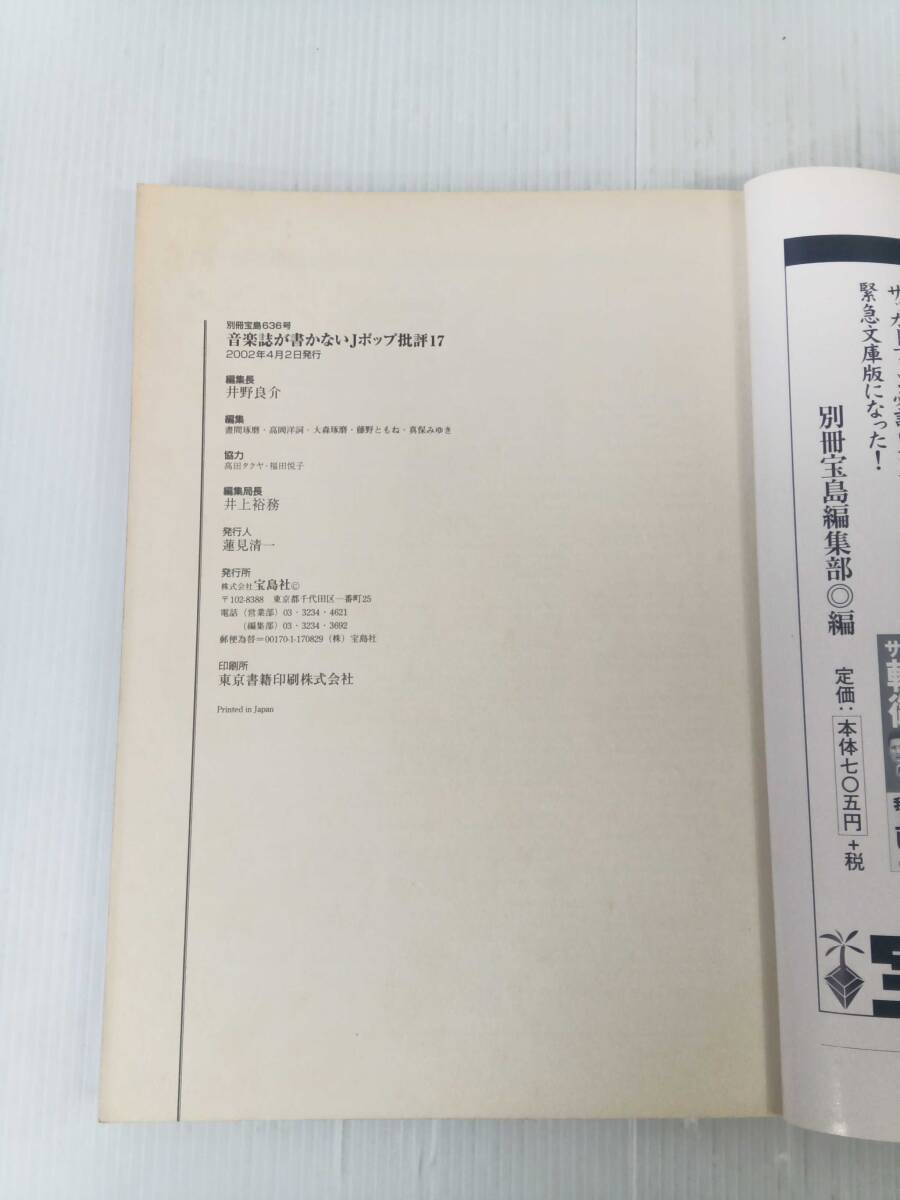 別冊宝島636号
音楽誌が書かないJポップ批評17
2002年4月2日発行
編集長
井野良介
編集
晝間琢磨・高岡洋詞・大森琢磨・藤野ともね・真保みゆき
協力
高田タクヤ・福田悦子
編集局長
井上裕務
発行人
蓮見清一
発行所
株式会社宝島社©
〒102-8388 東京都千代田区一番町25
電話（営業部）03・3234・4621
（編集部）03・3234・3692
郵便為替＝00170-1-170829（株）宝島社
印刷所
東京書籍印刷株式会社
Printed in Japan
緊急文庫版になった！
別冊宝島編集部◎編
定価：本体七〇五円＋税